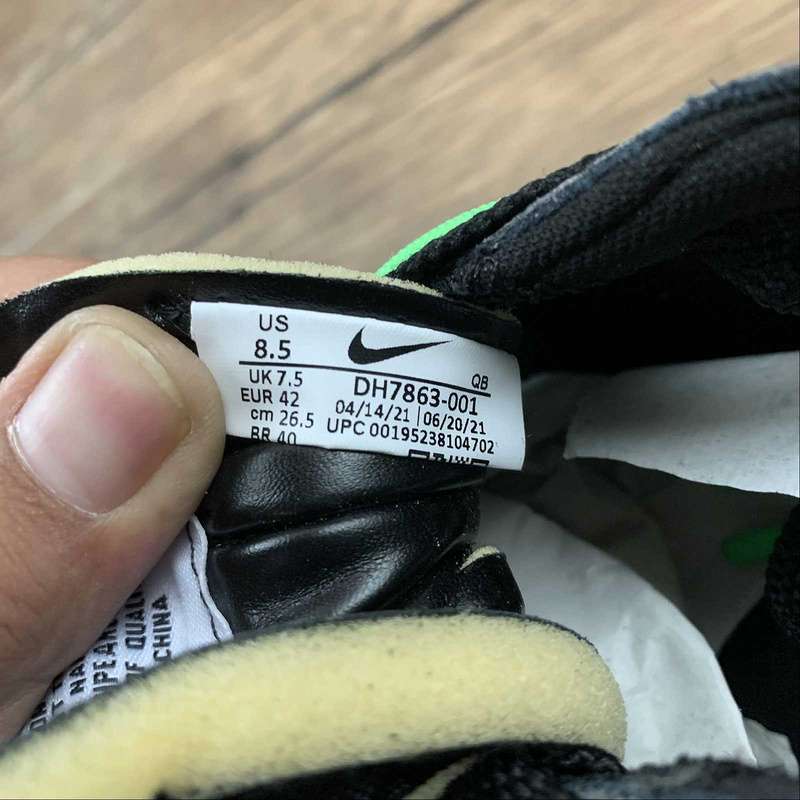 US
8.5
UK 7.5
EUR 42
cm 26.5
BR 40
QB
DH7863-001
04/14/21 | 06/20/21
UPC 00195238104702
CHINA